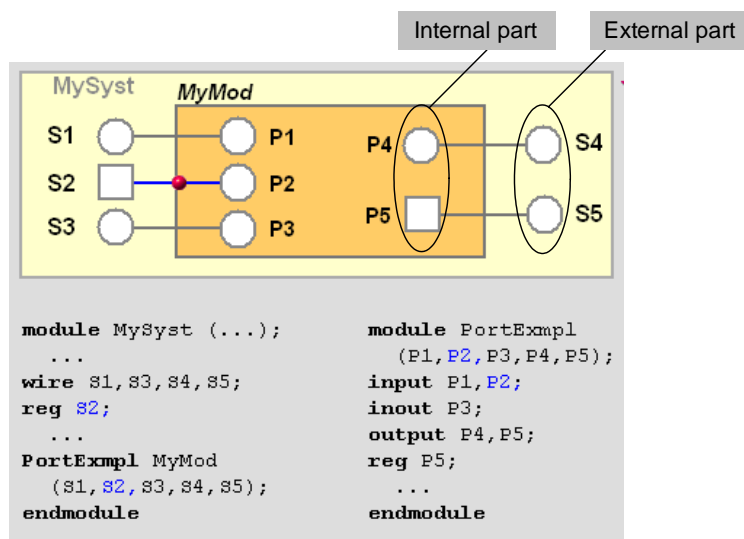 Internal part External part
MySyst MyMod
S1 P1 P4 S4
S2 P2
S3 P3 P5 S5
module MySyst (...);
...
wire S1,S3,S4,S5;
reg S2;
...
PortExmpl MyMod
(S1,S2,S3,S4,S5);
endmodule
module PortExmpl
(P1,P2,P3,P4,P5);
input P1,P2;
inout P3;
output P4,P5;
reg P5;
...
endmodule